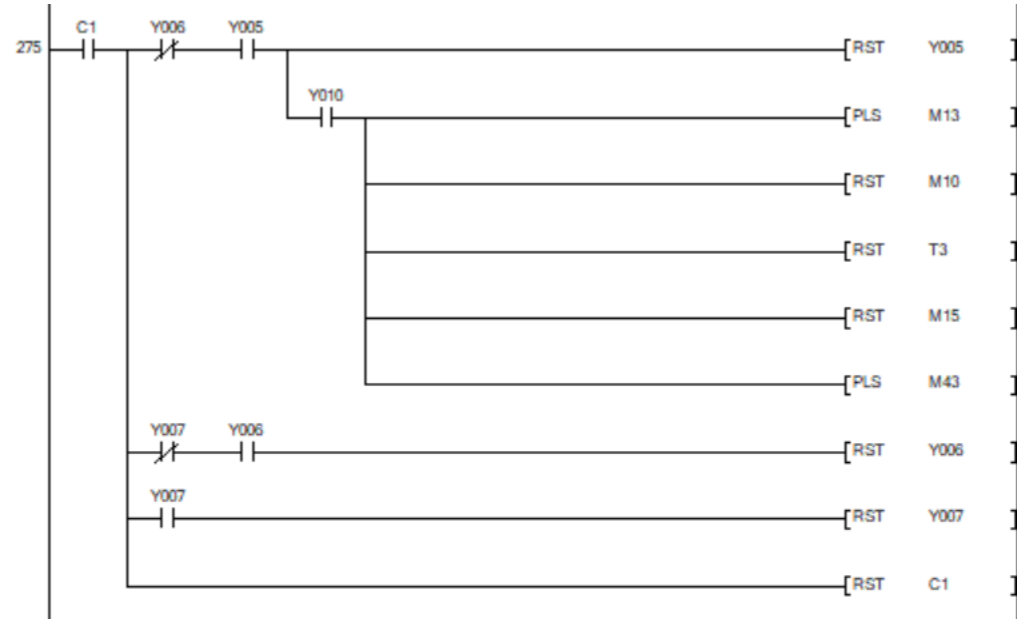 C1 Y006 Y005
275 [RST Y005 ]
Y010
[PLS M13 ]
[RST M10 ]
[RST T3 ]
[RST M15 ]
[PLS M43 ]
Y007 Y006
[RST Y006 ]
Y007
[RST Y007 ]
[RST C1 ]